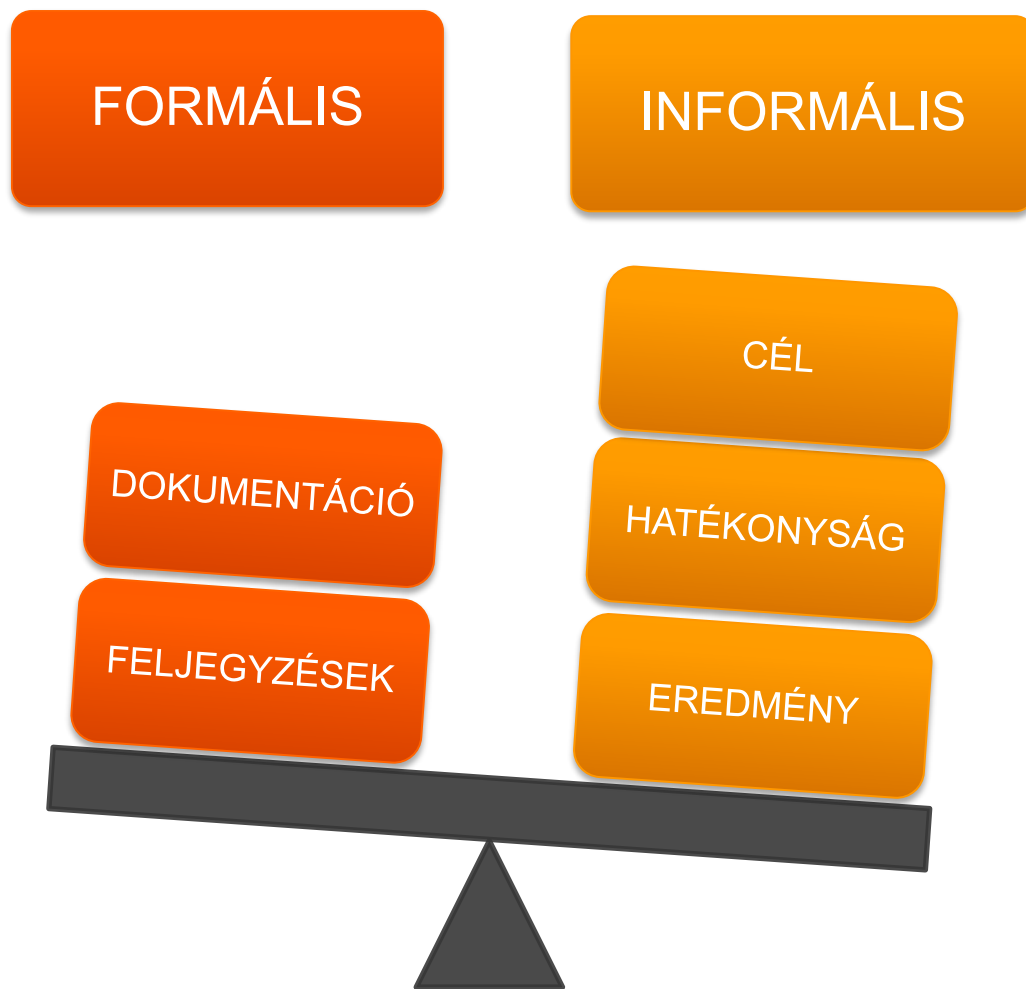 FORMÁLIS
INFORMÁLIS
CÉL
DOKUMENTÁCIÓ
HATÉKONYSÁG
FELJEGYZÉSEK
EREDMÉNY